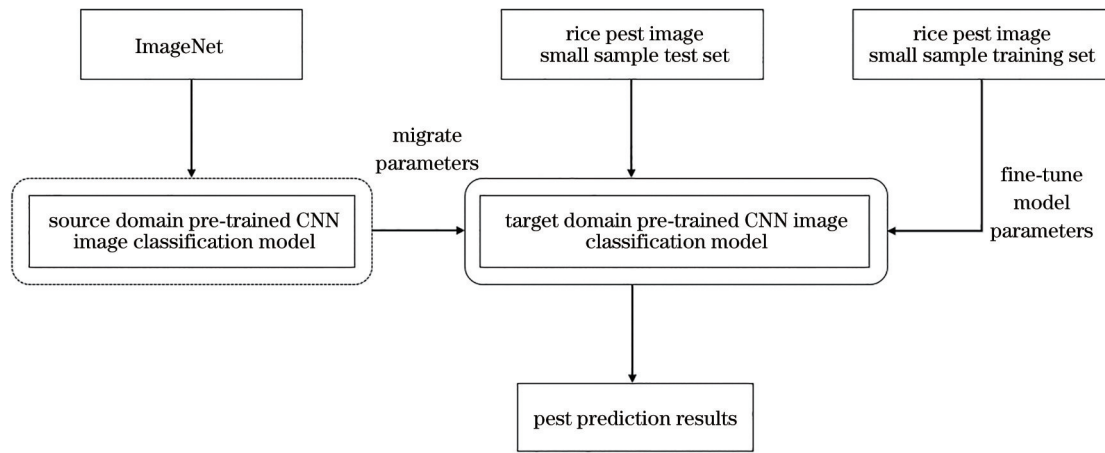 ImageNet
rice pest image
small sample test set
rice pest image
small sample training set
migrate
parameters
fine-tune
model
parameters
source domain pre-trained CNN
image classification model
target domain pre-trained CNN image
classification model
pest prediction results